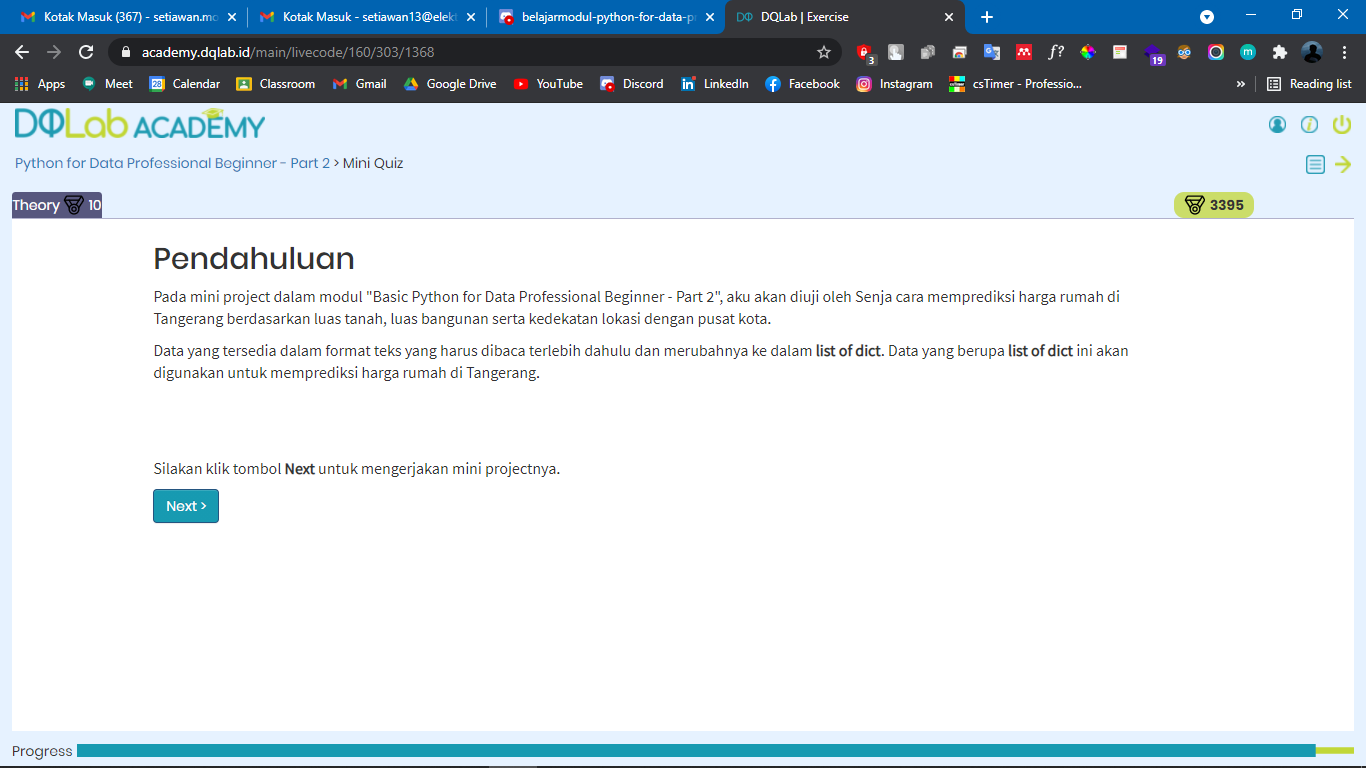 Kotak Masuk (367) - setiawan.mo
Kotak Masuk - setiawan13@elekt
belajarmodul-python-for-data-pr
DQLab | Exercise
academy.dqlab.id/main/livecode/160/303/1368
3
f?
19
m
Apps
Meet
28
Calendar
Classroom
Gmail
Google Drive
YouTube
Discord
LinkedIn
Facebook
Instagram
csTimer - Professio...
»
Reading list
DQLab ACADEMY
Python for Data Professional Beginner - Part 2 > Mini Quiz
Theory 10
3395
Pendahuluan
Pada mini project dalam modul "Basic Python for Data Professional Beginner - Part 2", aku akan diuji oleh Senja cara memprediksi harga rumah di
Tangerang berdasarkan luas tanah, luas bangunan serta kedekatan lokasi dengan pusat kota.
Data yang tersedia dalam format teks yang harus dibaca terlebih dahulu dan merubahnya ke dalam list of dict. Data yang berupa list of dict ini akan
digunakan untuk memprediksi harga rumah di Tangerang.
Silakan klik tombol Next untuk mengerjakan mini projectnya.
Next >
Progress